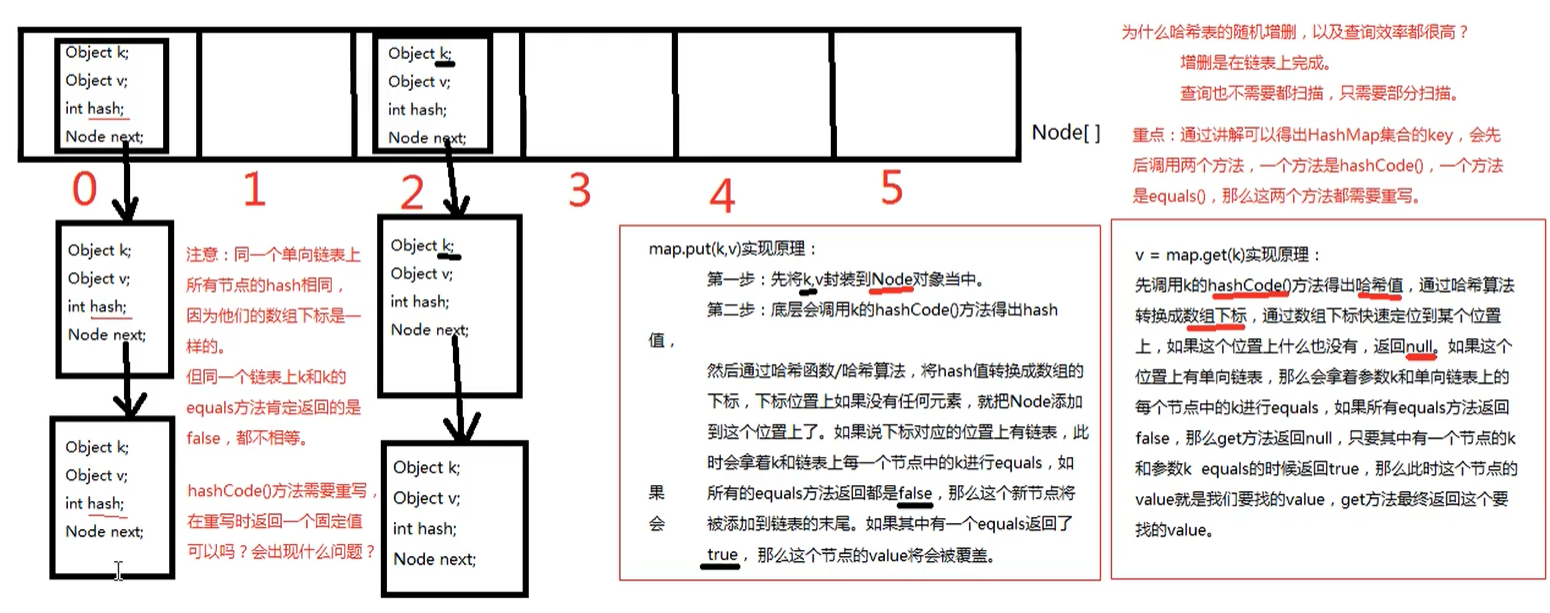 Object k;
Object v;
int hash;
Node next;
Object k;
Object v;
int hash;
Node next;
Node[ ]
0
1
2
3
4
5
Object k;
Object v;
int hash;
Node next;
Object k;
Object v;
int hash;
Node next;
Object k;
Object v;
int hash;
Node next;
Object k;
Object v;
int hash;
Node next;
注意：同一个单向链表上
所有节点的hash相同，
因为他们的数组下标是一
样的。
但同一个链表上k和k的
equals方法肯定返回的是
false，都不相等。
hashCode()方法需要重写，
在重写时返回一个固定值
可以吗？会出现什么问题？
为什么哈希表的随机增删，以及查询效率都很高？
增删是在链表上完成。
查询也不需要都扫描，只需要部分扫描。
重点：通过讲解可以得出HashMap集合的key，会先
后调用两个方法，一个方法是hashCode()，一个方法
是equals()，那么这两个方法都需要重写。
map.put(k,v)实现原理：
第一步：先将k,v封装到Node对象当中。
第二步：底层会调用k的hashCode()方法得出hash
值，
然后通过哈希函数/哈希算法，将hash值转换成数组的
下标，下标位置上如果没有任何元素，就把Node添加
到这个位置上了。如果说下标对应的位置上有链表，此
时会拿着k和链表上每一个节点中的k进行equals，如
果 所有的equals方法返回都是false，那么这个新节点将
会 被添加到链表的末尾。如果其中有一个equals返回了
true，那么这个节点的value将会被覆盖。
v = map.get(k)实现原理：
先调用k的hashCode()方法得出哈希值，通过哈希算法
转换成数组下标，通过数组下标快速定位到某个位置
上，如果这个位置上什么也没有，返回null。如果这个
位置上有单向链表，那么会拿着参数k和单向链表上的
每个节点中的k进行equals，如果所有equals方法返回
false，那么get方法返回null，只要其中有一个节点的k
和参数k equals的时候返回true，那么此时这个节点的
value就是我们要找的value，get方法最终返回这个要
找的value。